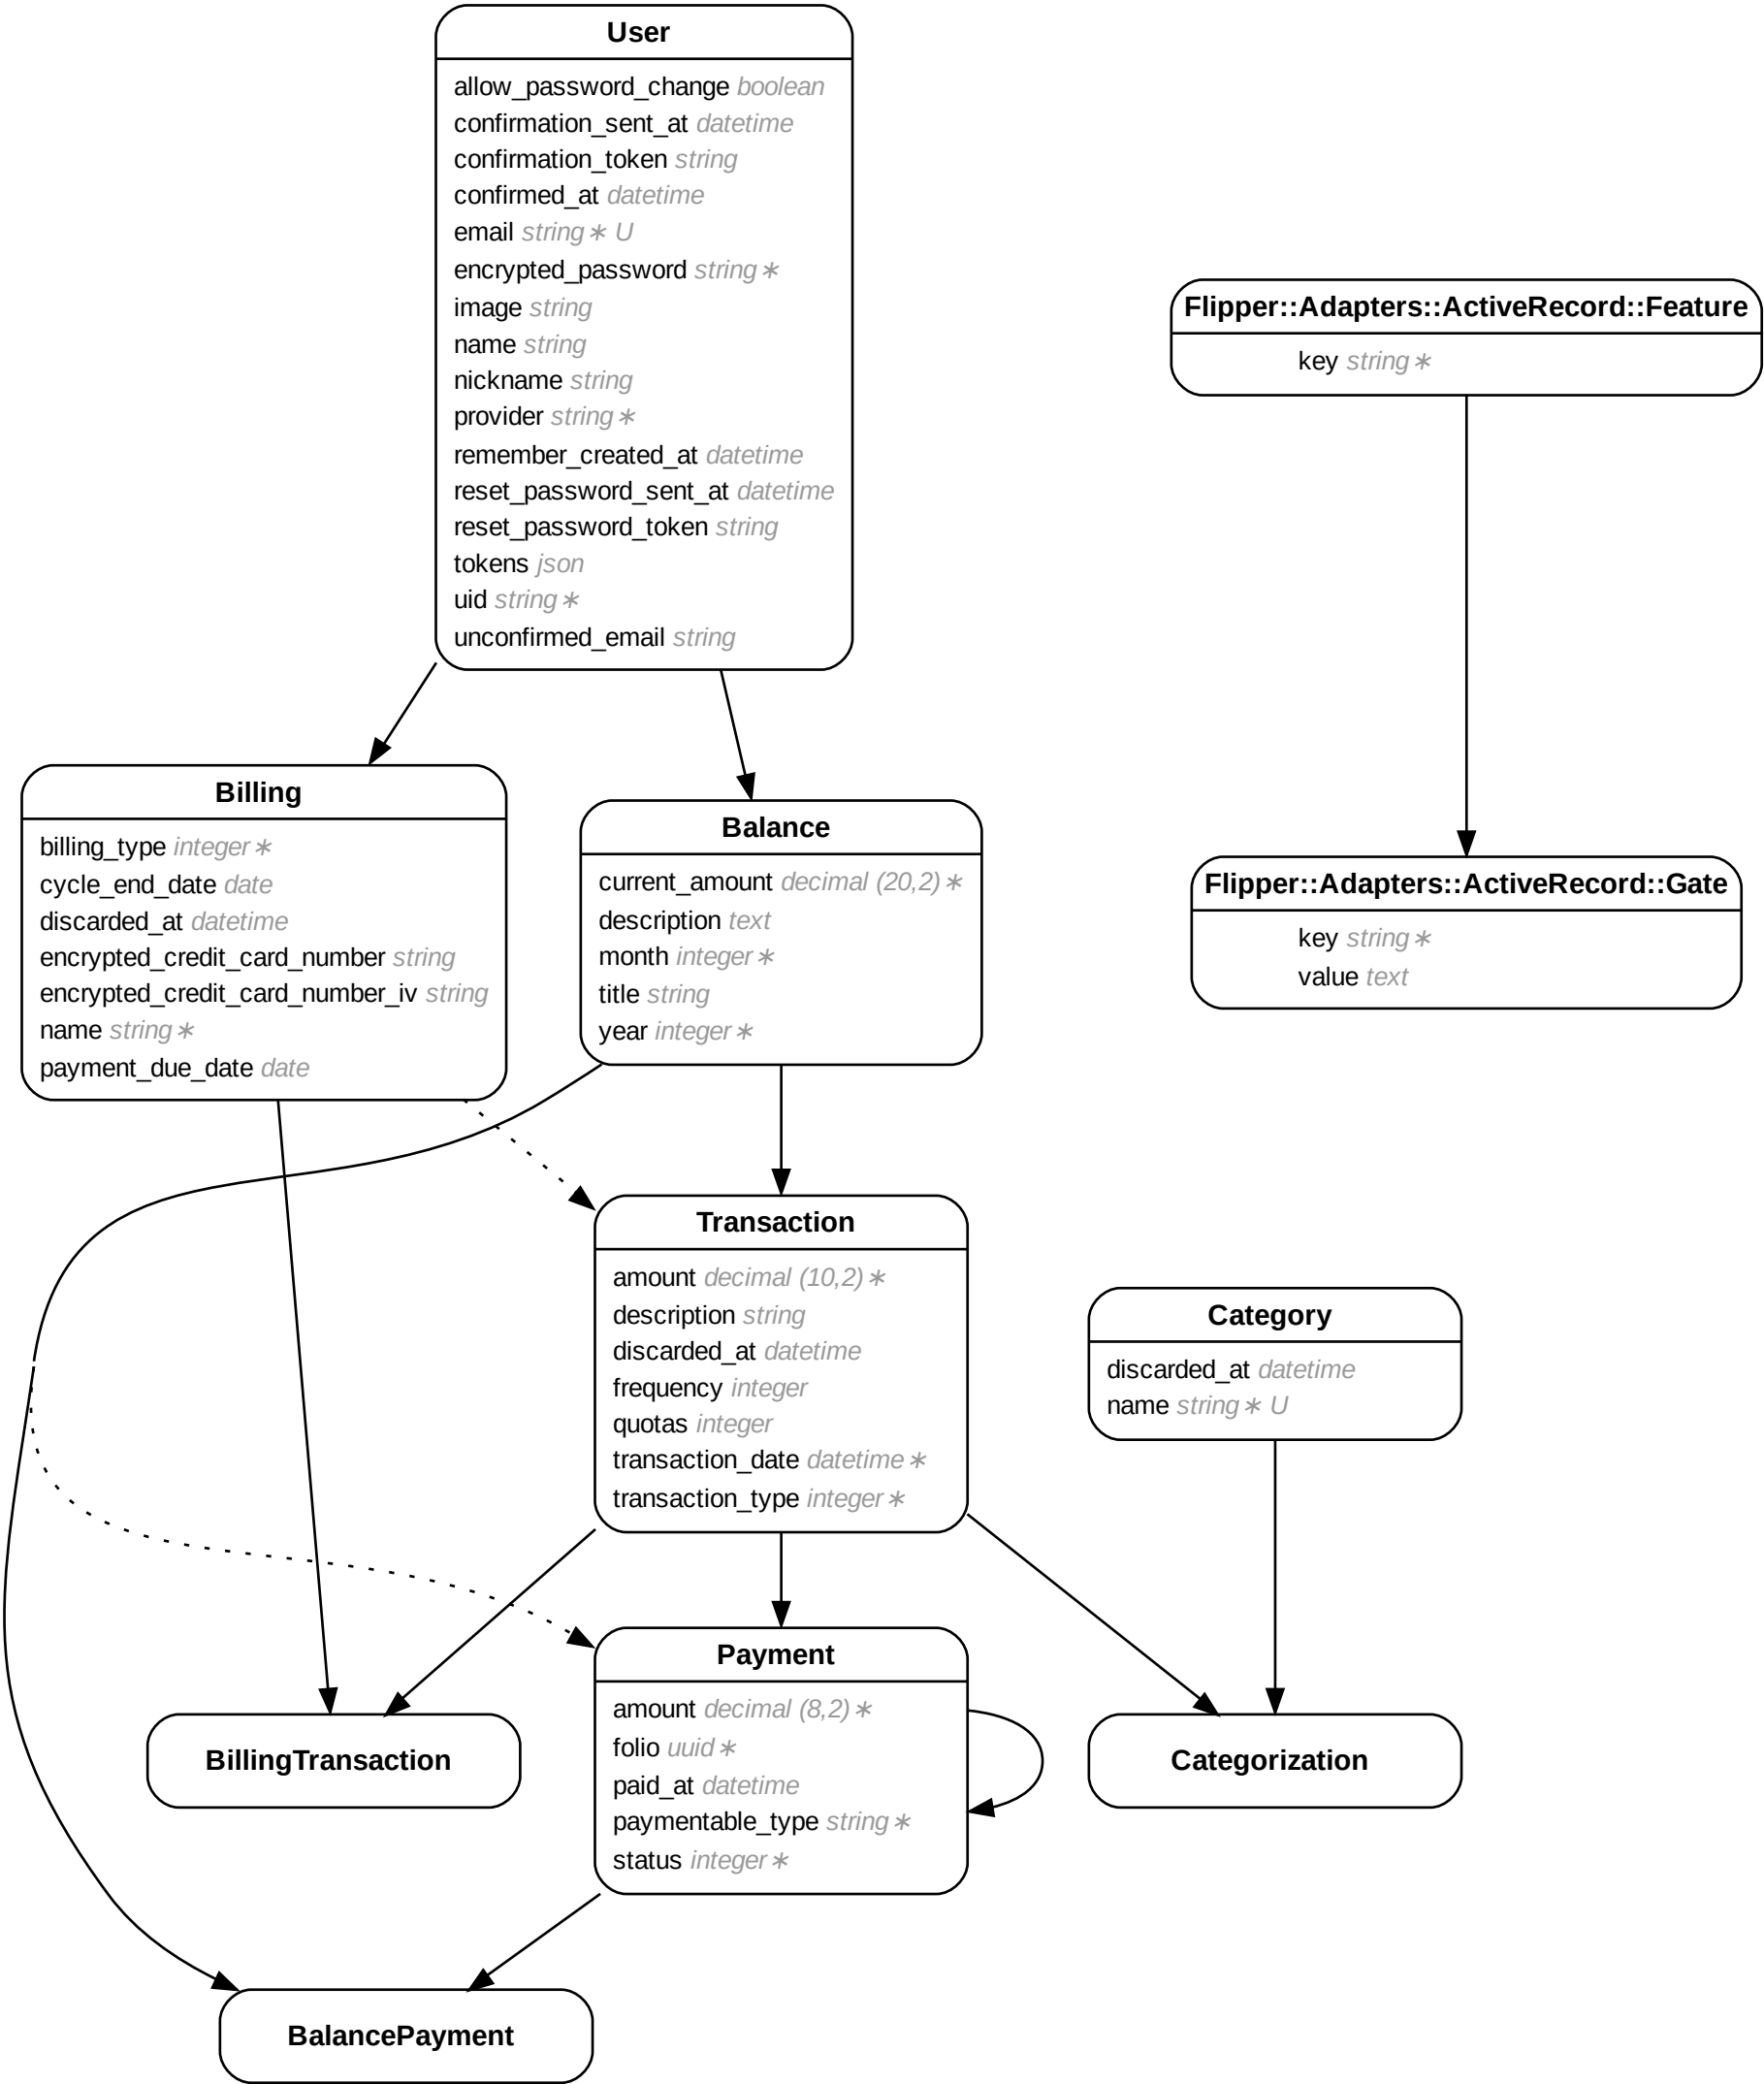 User
allow_password_change boolean
confirmation_sent_at datetime
confirmation_token string
confirmed_at datetime
email string∗ U
encrypted_password string∗
image string
name string
nickname string
provider string∗
remember_created_at datetime
reset_password_sent_at datetime
reset_password_token string
tokens json
uid string∗
unconfirmed_email string
Flipper::Adapters::ActiveRecord::Feature
key string∗
Billing
billing_type integer∗
cycle_end_date date
discarded_at datetime
encrypted_credit_card_number string
encrypted_credit_card_number_iv string
name string∗
payment_due_date date
Balance
current_amount decimal (20,2)∗
description text
month integer∗
title string
year integer∗
Flipper::Adapters::ActiveRecord::Gate
key string∗
value text
Transaction
amount decimal (10,2)∗
description string
discarded_at datetime
frequency integer
quotas integer
transaction_date datetime∗
transaction_type integer∗
Category
discarded_at datetime
name string∗ U
Payment
amount decimal (8,2)∗
folio uuid∗
paid_at datetime
paymentable_type string∗
status integer∗
BillingTransaction
Categorization
BalancePayment